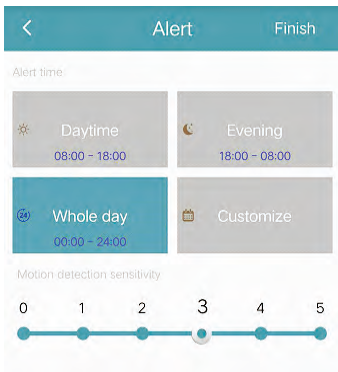 Alert Finish
Alert time
Daytime Evening
08:00 - 18:00 18:00 - 08:00
24 Whole day Customize
00:00 - 24:00
Motion detection sensitivity
0 1 2 3 4 5